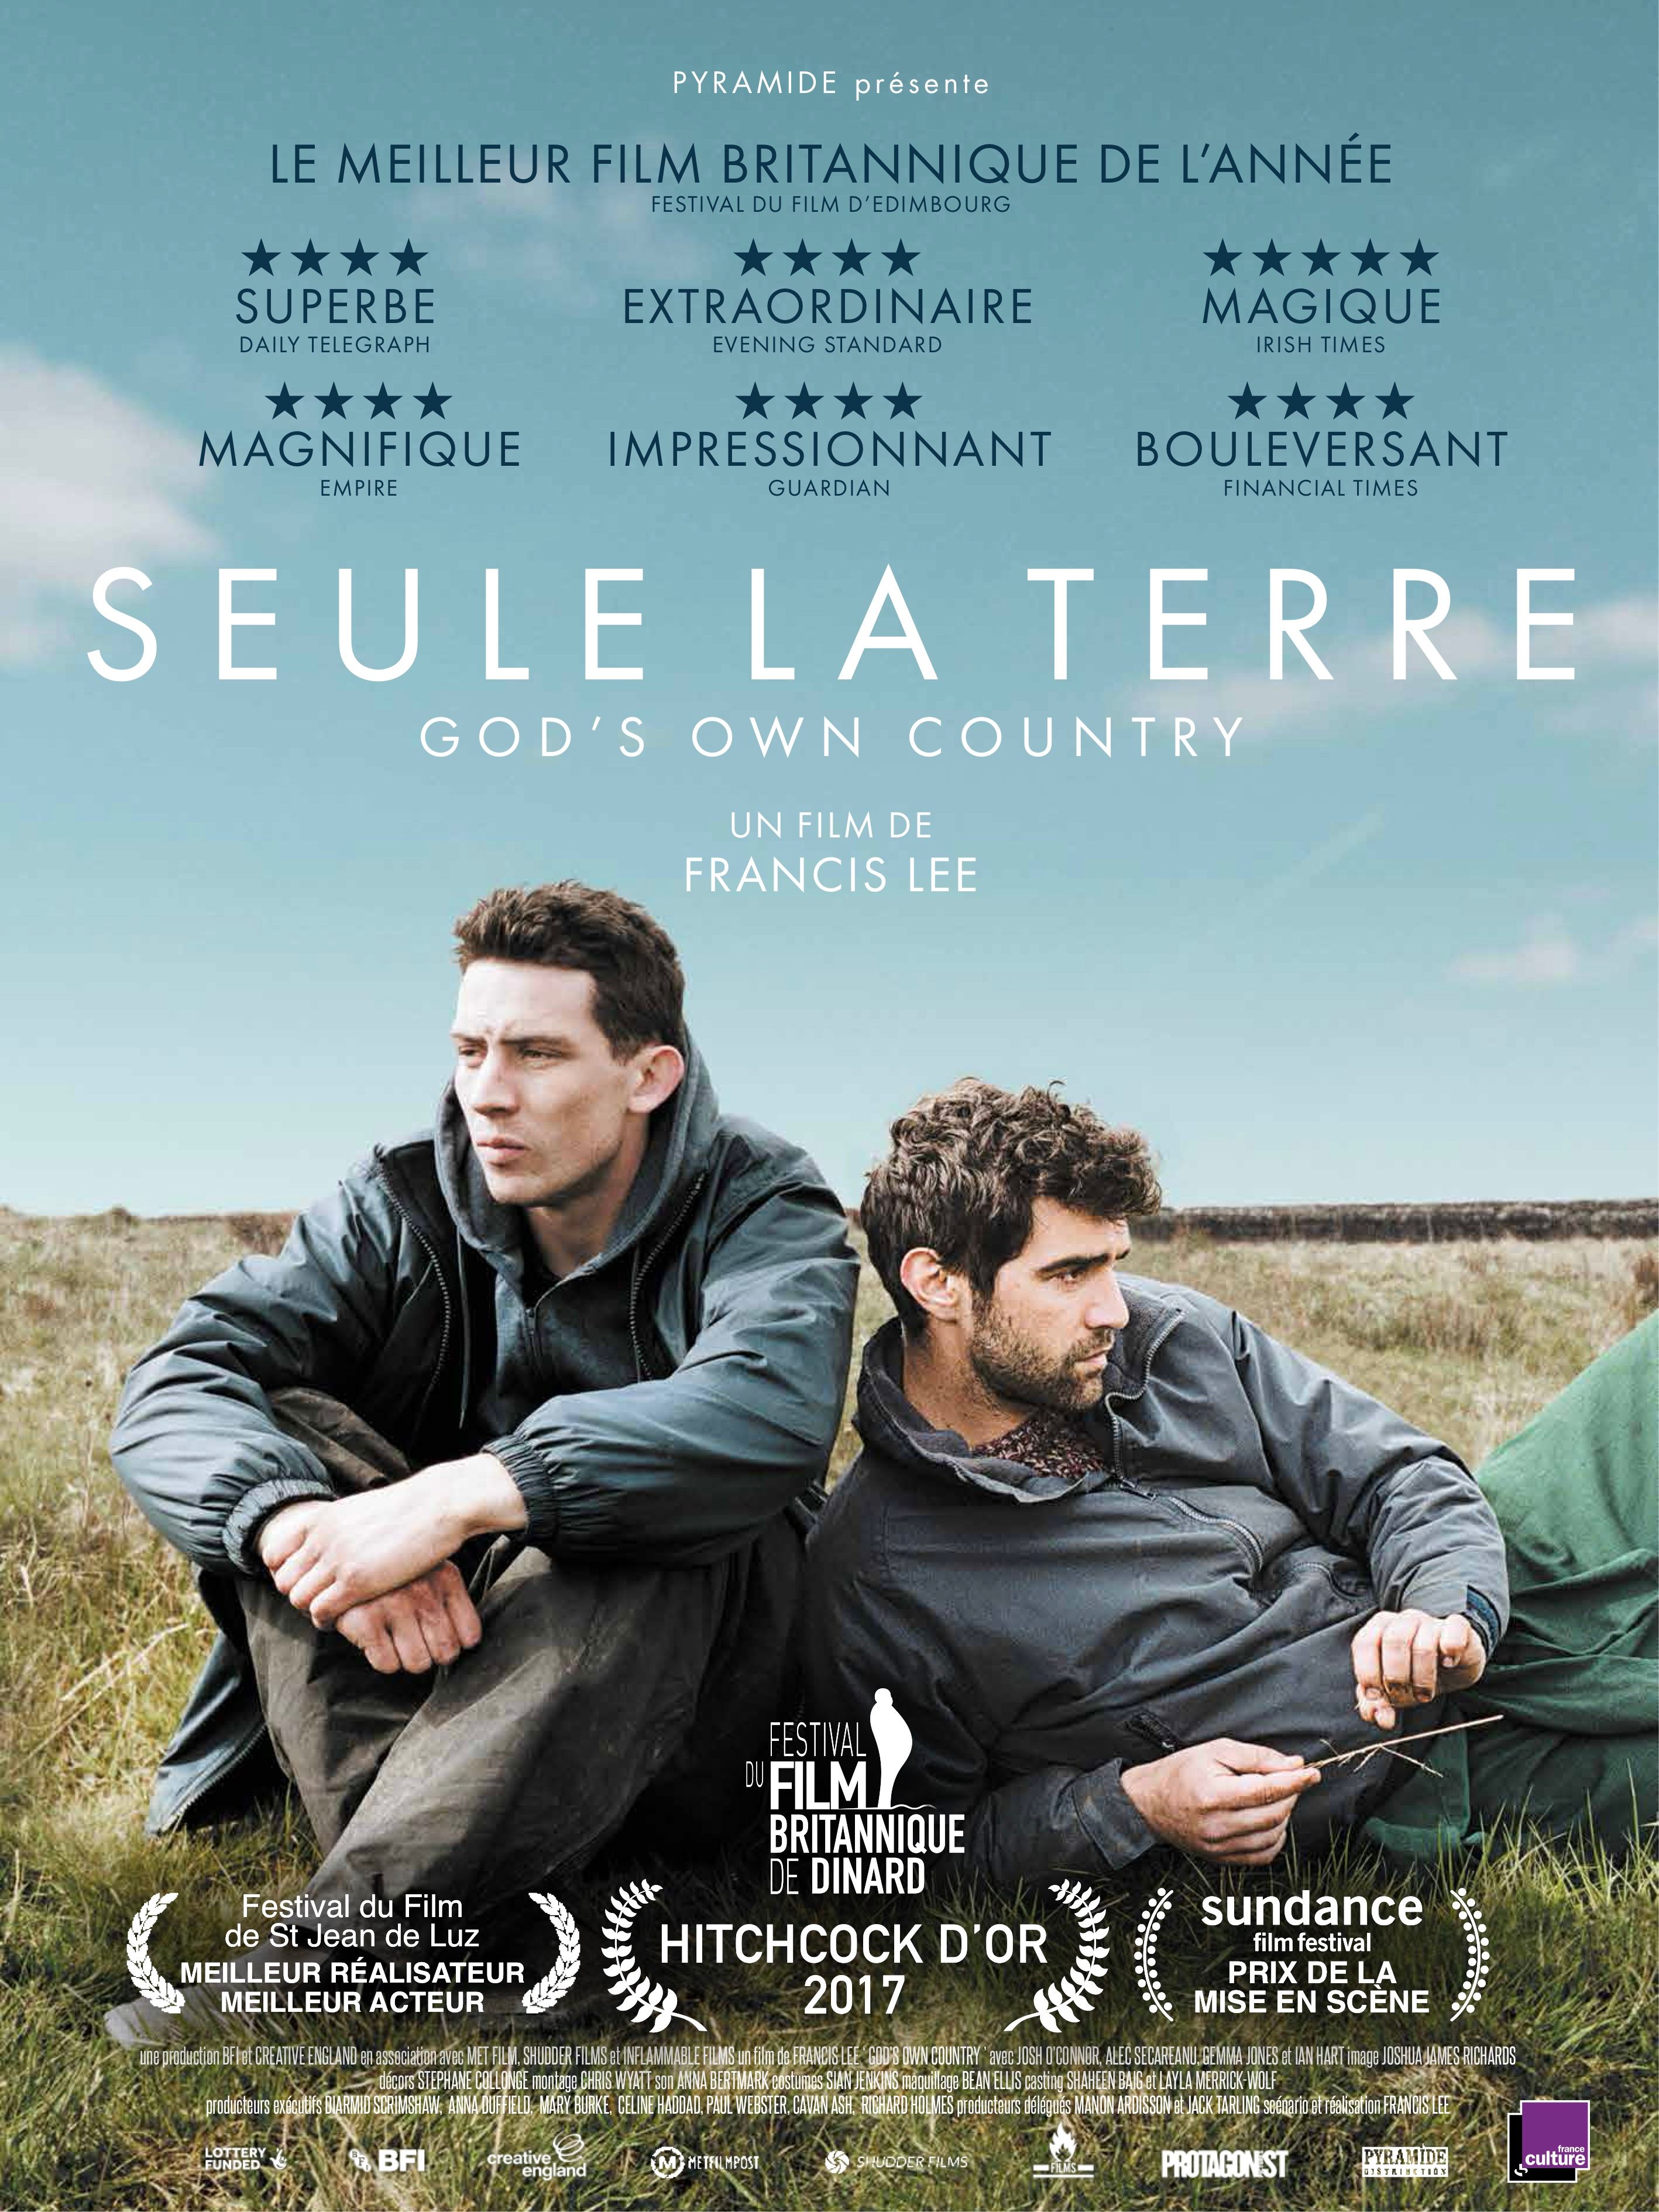 PYRAMIDE présente
LE MEILLEUR FILM BRITANNIQUE DE L'ANNÉE
FESTIVAL DU FILM D'EDIMBOURG
★★★★ ★★★★ ★★★★★
SUPERBE EXTRAORDINAIRE MAGIQUE
DAILY TELEGRAPH EVENING STANDARD IRISH TIMES
★★★★ ★★★★ ★★★★
MAGNIFIQUE IMPRESSIONNANT BOULEVERSANT
EMPIRE GUARDIAN FINANCIAL TIMES
SEULE LA TERRE
GOD'S OWN COUNTRY
UN FILM DE
FRANCIS LEE
FESTIVAL
DU FILM
BRITANNIQUE
DE DINARD
Festival du Film
de St Jean de Luz
MEILLEUR RÉALISATEUR
MEILLEUR ACTEUR
HITCHCOCK D'OR
2017
sundance
film festival
PRIX DE LA
MISE EN SCÈNE
une production BFI et CREATIVE ENGLAND en association avec MET FILM, SHUDDER FILMS et INFLAMMABLE FILMS un film de FRANCIS LEE 'GOD'S OWN COUNTRY' avec JOSH O'CONNOR, ALEC SECAREANU, GEMMA JONES et IAN HART image JOSHUA JAMES RICHARDS
décors STEPHANE COLLONGE montage CHRIS WYATT son ANNA BERTMARK costumes SIAN JENKINS maquillage BEAN ELLIS casting SHAHEEN BAIG et LAYLA MERRICK-WOLF
producteurs exécutifs DIARMID SCRIMSHAW, ANNA DUFFIELD, MARY BURKE, CELINE HADDAD, PAUL WEBSTER, CAVAN ASH, RICHARD HOLMES producteurs délégués MANON ARDISSON et JACK TARLING scénario et réalisation FRANCIS LEE
LOTTERY FUNDED
BFI
creative england
METFILMPOST
SHUDDER FILMS
FILMS
PROTAGONIST
PYRAMIDE DISTRIBUTION
france culture